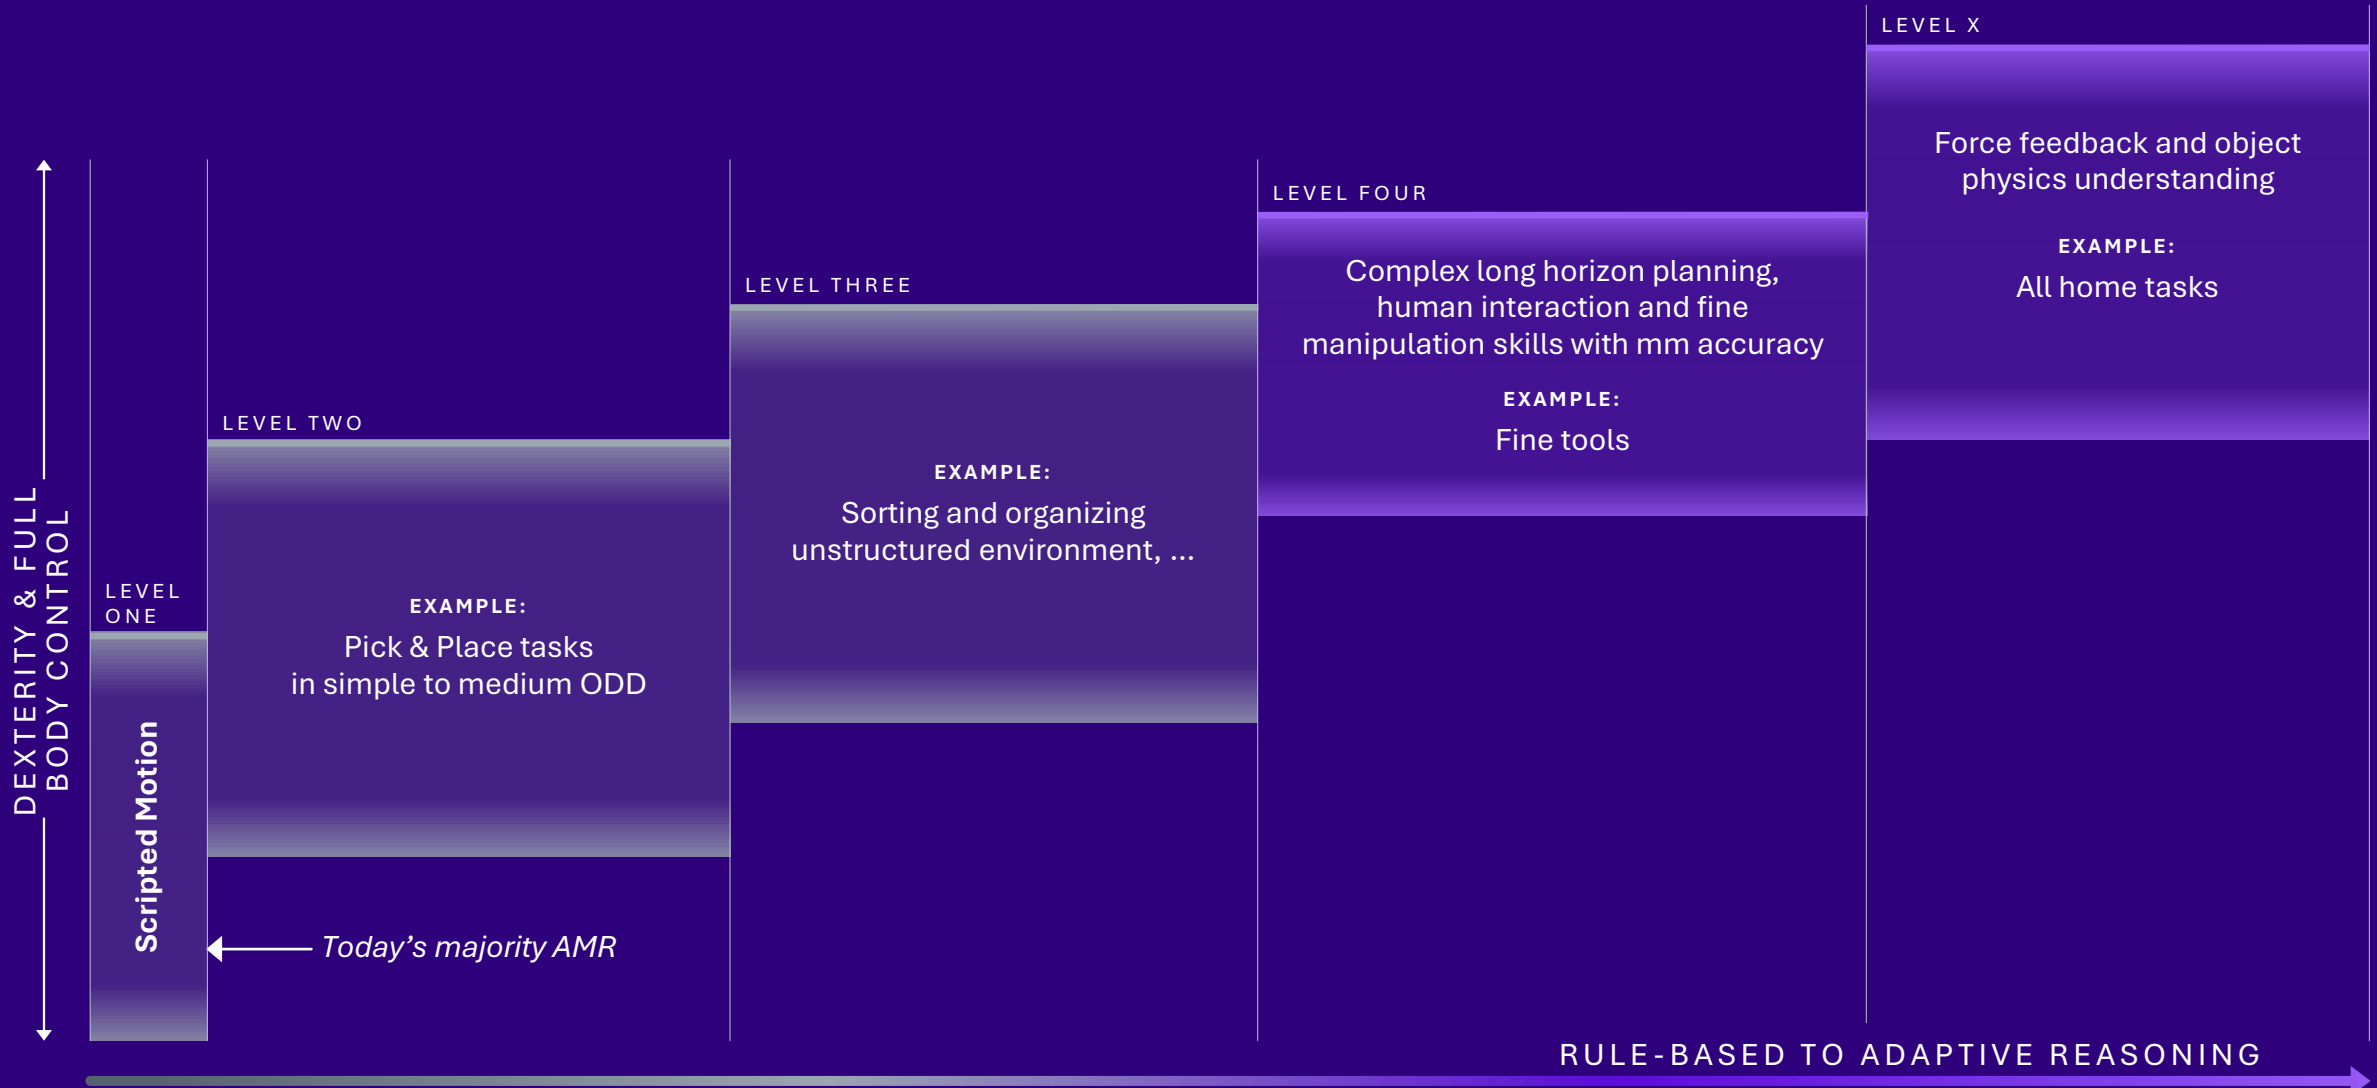 DEXTERITY & FULL
BODY CONTROL
LEVEL
ONE
Scripted Motion
LEVEL TWO
EXAMPLE:
Pick & Place tasks
in simple to medium ODD
Today’s majority AMR
LEVEL THREE
EXAMPLE:
Sorting and organizing
unstructured environment, ...
LEVEL FOUR
Complex long horizon planning,
human interaction and fine
manipulation skills with mm accuracy
EXAMPLE:
Fine tools
LEVEL X
Force feedback and object
physics understanding
EXAMPLE:
All home tasks
RULE-BASED TO ADAPTIVE REASONING